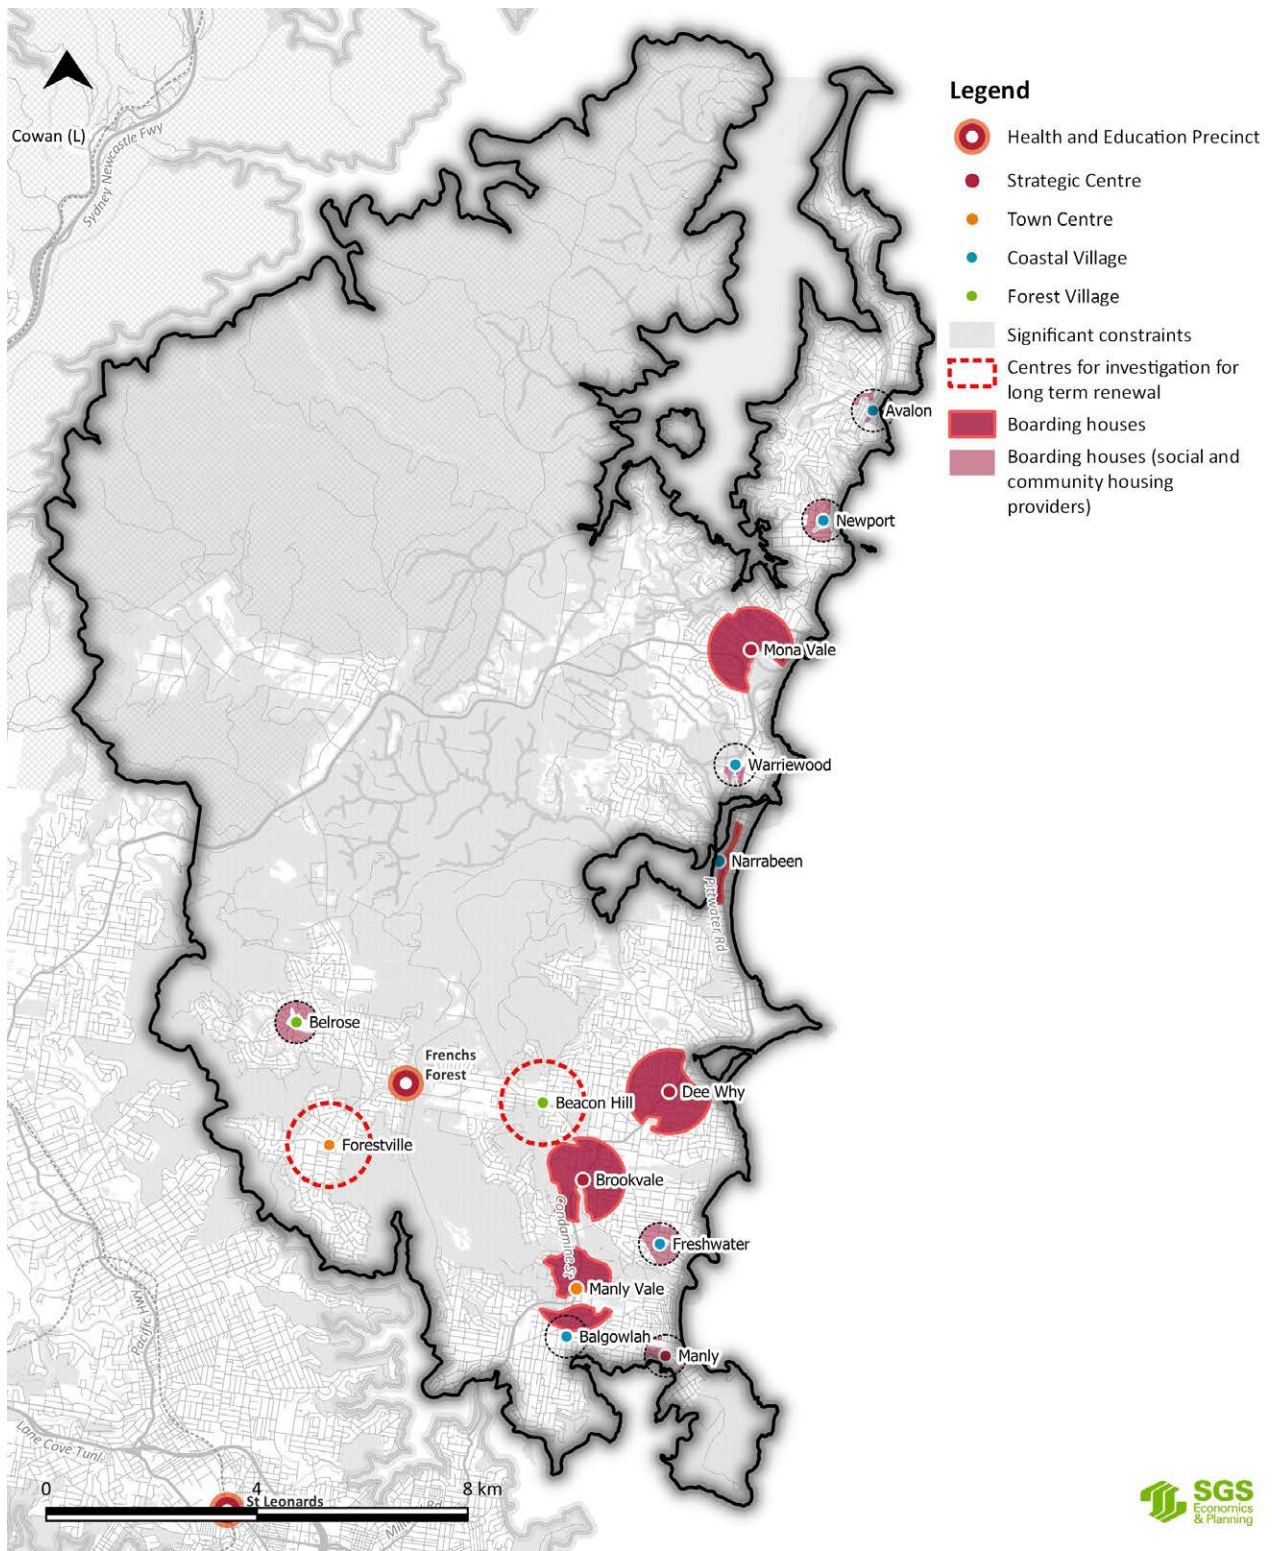 Cowan (L)
Sydney Newcastle Fwy
Legend
Health and Education Precinct
Strategic Centre
Town Centre
Coastal Village
Forest Village
Significant constraints
Centres for investigation for
long term renewal
Boarding houses
Boarding houses (social and
community housing
providers)
Avalon
Newport
Mona Vale
Warriewood
Narrabeen
Pittwater Rd
Belrose
Frenchs
Forest
Beacon Hill
Dee Why
Forestville
Brookvale
Condamine St
Freshwater
Manly Vale
Balgowlah
Manly
Pacific Hwy
Lane Cove Tunl
0 4 8 km
St Leonards
Rd
SGS
Economics
& Planning